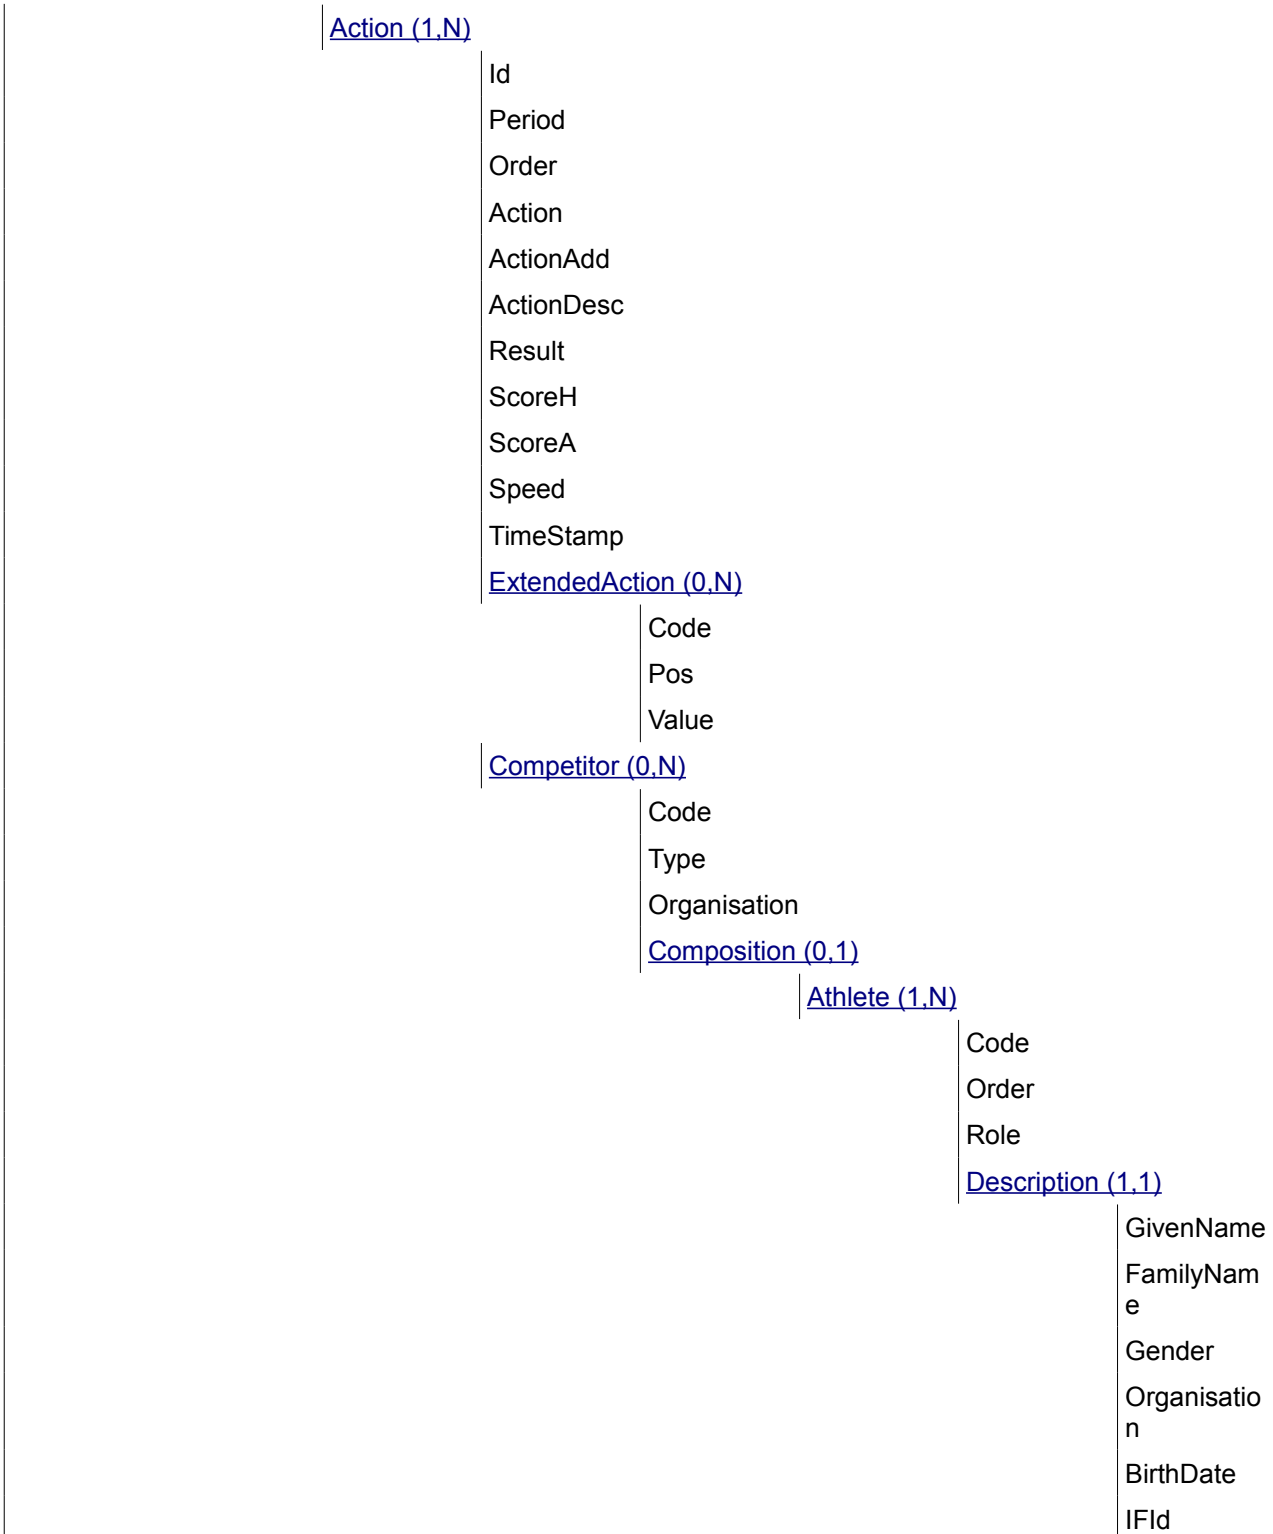 Action (1,N)
Id
Period
Order
Action
ActionAdd
ActionDesc
Result
ScoreH
ScoreA
Speed
TimeStamp
ExtendedAction (0,N)
Code
Pos
Value
Competitor (0,N)
Code
Type
Organisation
Composition (0,1)
Athlete (1,N)
Code
Order
Role
Description (1,1)
GivenName
FamilyNam
e
Gender
Organisatio
n
BirthDate
IFId